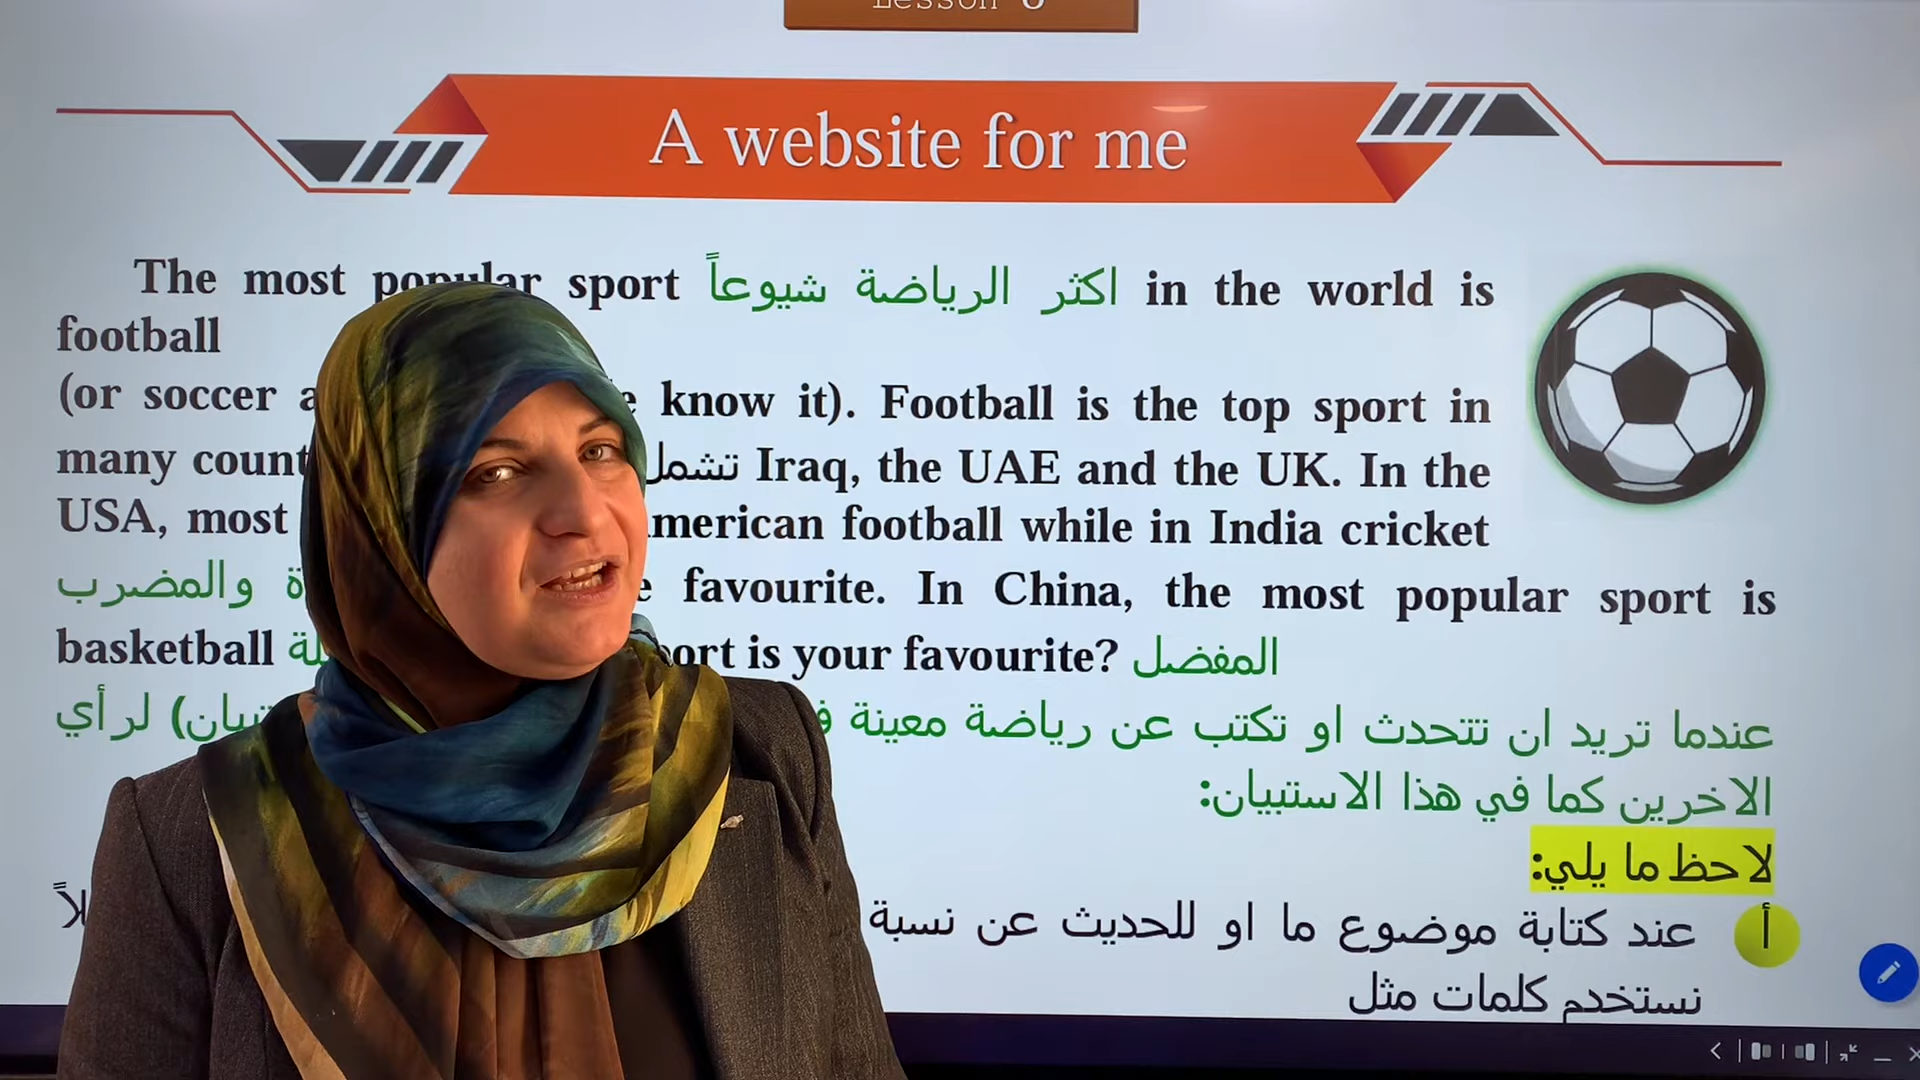 Lesson
A website for me
The most popular sport اكثر الرياضة شيوعاً in the world is
football
(or soccer know it). Football is the top sport in
many تشمل Iraq, the UAE and the UK. In the
USA, most American football while in India cricket
والمضرب favourite. In China, the most popular sport is
basketball sport is your favourite? المفضل
عندما تريد ان تتحدث او تكتب عن رياضة معينة لرأي
الاخرين كما في هذا الاستبيان:
لاحظ ما يلي:
أ عند كتابة موضوع ما او للحديث عن نسبة
نستخدم كلمات مثل